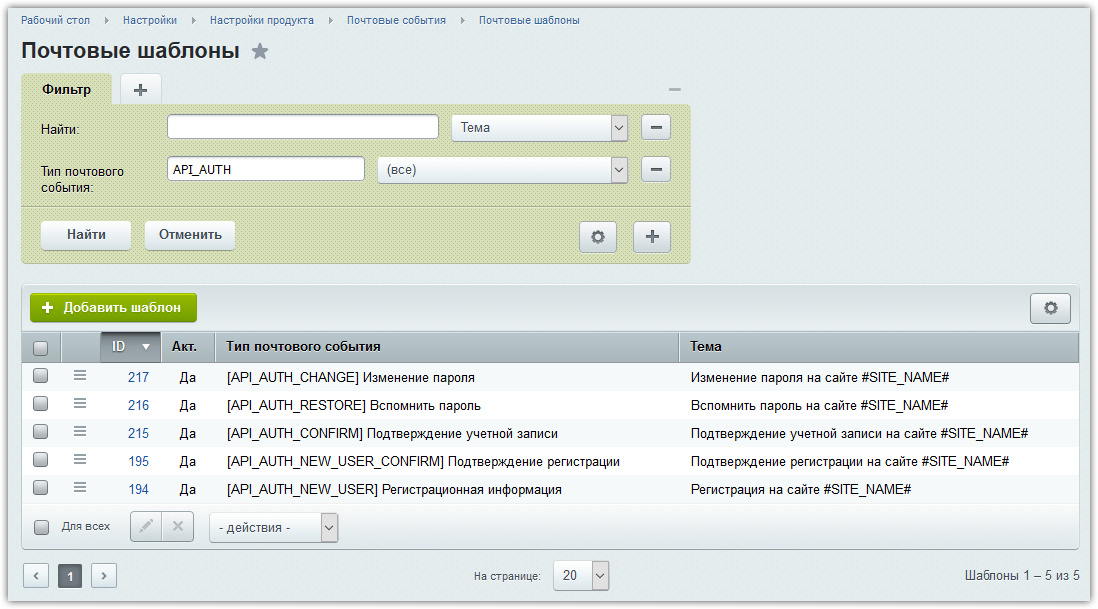 Рабочий стол Настройки Настройки продукта Почтовые события Почтовые шаблоны
Почтовые шаблоны
Фильтр
Найти: Тема
Тип почтового события: API_AUTH (все)
Найти Отменить
Добавить шаблон
ID Акт. Тип почтового события Тема
217 Да [API_AUTH_CHANGE] Изменение пароля Изменение пароля на сайте #SITE_NAME#
216 Да [API_AUTH_RESTORE] Вспомнить пароль Вспомнить пароль на сайте #SITE_NAME#
215 Да [API_AUTH_CONFIRM] Подтверждение учетной записи Подтверждение учетной записи на сайте #SITE_NAME#
195 Да [API_AUTH_NEW_USER_CONFIRM] Подтверждение регистрации Подтверждение регистрации на сайте #SITE_NAME#
194 Да [API_AUTH_NEW_USER] Регистрационная информация Регистрация на сайте #SITE_NAME#
Для всех - действия -
1 На странице: 20 Шаблоны 1 – 5 из 5